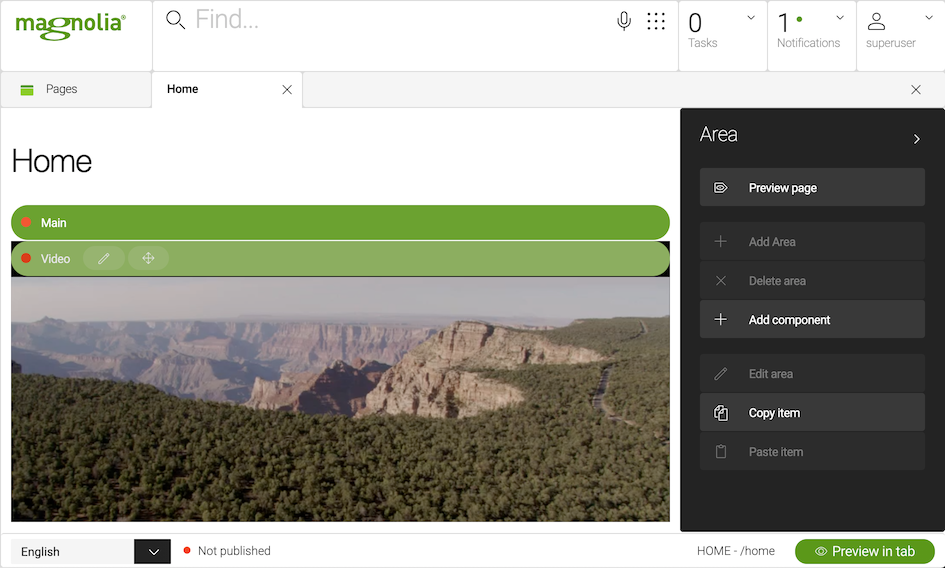 magnolia®
Find...
0
Tasks
1
Notifications
superuser
Pages
Home
Home
Main
Video
Area
Preview page
Add Area
Delete area
Add component
Edit area
Copy item
Paste item
English
Not published
HOME - /home
Preview in tab